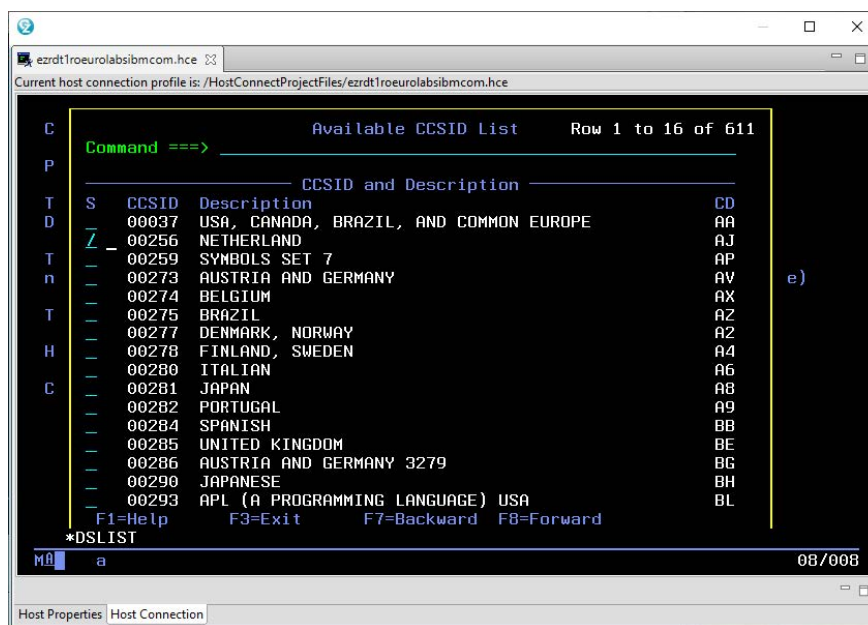 ezrdt1roeurolabsibmcom.hce
Current host connection profile is: /HostConnectProjectFiles/ezrdt1roeurolabsibmcom.hce
C Available CCSID List Row 1 to 16 of 611
Command ===>
P
CCSID and Description
T S CCSID Description CD
D _ 00037 USA, CANADA, BRAZIL, AND COMMON EUROPE AA
/ _ 00256 NETHERLAND AJ
T _ 00259 SYMBOLS SET 7 AP
n _ 00273 AUSTRIA AND GERMANY AV e)
_ 00274 BELGIUM AX
T _ 00275 BRAZIL AZ
_ 00277 DENMARK, NORWAY A2
H _ 00278 FINLAND, SWEDEN A4
_ 00280 ITALIAN A6
C _ 00281 JAPAN A8
_ 00282 PORTUGAL A9
_ 00284 SPANISH BB
_ 00285 UNITED KINGDOM BE
_ 00286 AUSTRIA AND GERMANY 3279 BG
_ 00290 JAPANESE BH
_ 00293 APL (A PROGRAMMING LANGUAGE) USA BL
F1=Help F3=Exit F7=Backward F8=Forward
*DSLIST
MA a 08/008
Host Properties Host Connection